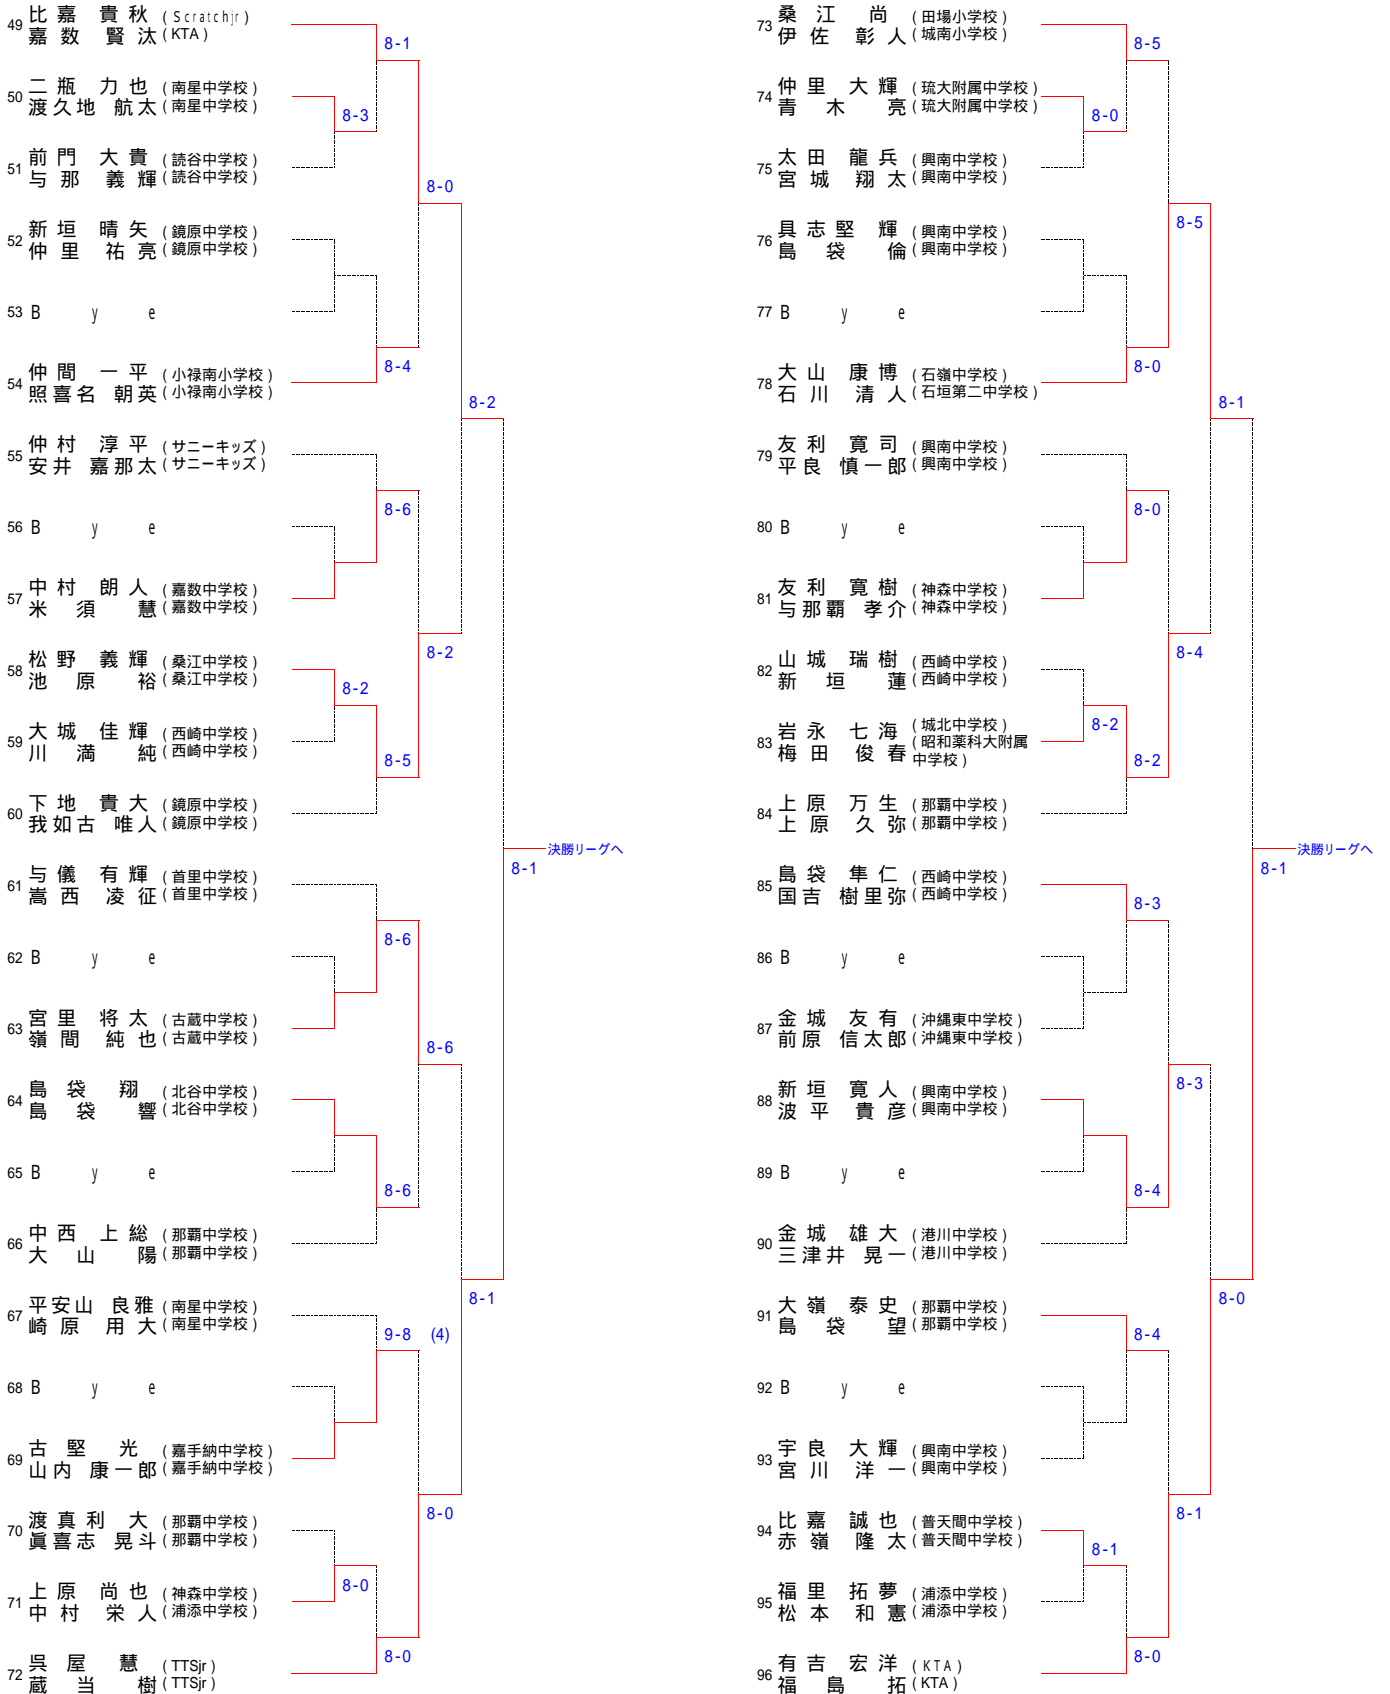 49 比嘉 貴秋 (Scratchjr)
嘉数 賢汰 (KTA)
8-1
50 二瓶 力也 (南星中学校)
渡久地 航太 (南星中学校)
8-3
51 前門 大貴 (読谷中学校)
与那 義輝 (読谷中学校)
8-0
52 新垣 晴矢 (鏡原中学校)
仲里 祐亮 (鏡原中学校)
53 Bye
8-4
54 仲間 一平 (小禄南小学校)
照喜名 朝英 (小禄南小学校)
8-2
55 仲村 淳平 (サニーキッズ)
安井 嘉那太 (サニーキッズ)
8-6
56 Bye
57 中村 朗人 (嘉数中学校)
米須 慧 (嘉数中学校)
8-2
58 松野 義輝 (桑江中学校)
池原 裕 (桑江中学校)
8-2
59 大城 佳輝 (西崎中学校)
川満 純 (西崎中学校)
8-5
60 下地 貴大 (鏡原中学校)
我如古 唯人 (鏡原中学校)
決勝リーグへ
8-1
61 与儀 有輝 (首里中学校)
嵩西 凌征 (首里中学校)
8-6
62 Bye
63 宮里 将太 (古蔵中学校)
嶺間 純也 (古蔵中学校)
8-6
64 島袋 翔 (北谷中学校)
島袋 響 (北谷中学校)
65 Bye
8-6
66 中西 上総 (那覇中学校)
大山 陽 (那覇中学校)
8-1
67 平安山 良雅 (南星中学校)
崎原 用大 (南星中学校)
9-8 (4)
68 Bye
69 古堅 光 (嘉手納中学校)
山内 康一郎 (嘉手納中学校)
8-0
70 渡真利 大 (那覇中学校)
眞喜志 晃斗 (那覇中学校)
8-0
71 上原 尚也 (神森中学校)
中村 栄人 (浦添中学校)
8-0
72 呉屋 慧 (TTSjr)
蔵当 樹 (TTSjr)
73 桑江 尚 (田場小学校)
伊佐 彰人 (城南小学校)
8-5
74 仲里 大輝 (琉大附属中学校)
青木 亮 (琉大附属中学校)
8-0
75 太田 龍兵 (興南中学校)
宮城 翔太 (興南中学校)
8-5
76 具志堅 輝 (興南中学校)
島袋 倫 (興南中学校)
77 Bye
8-0
78 大山 康博 (石嶺中学校)
石川 清人 (石垣第二中学校)
8-1
79 友利 寛司 (興南中学校)
平良 慎一郎 (興南中学校)
8-0
80 Bye
81 友利 寛樹 (神森中学校)
与那覇 孝介 (神森中学校)
8-4
82 山城 瑞樹 (西崎中学校)
新垣 蓮 (西崎中学校)
8-2
83 岩永 七海 (城北中学校)
梅田 俊春 (昭和薬科大附属
中学校)
8-2
84 上原 万生 (那覇中学校)
上原 久弥 (那覇中学校)
決勝リーグへ
8-1
85 島袋 隼仁 (西崎中学校)
国吉 樹里弥 (西崎中学校)
8-3
86 Bye
87 金城 友有 (沖縄東中学校)
前原 信太郎 (沖縄東中学校)
8-3
88 新垣 寛人 (興南中学校)
波平 貴彦 (興南中学校)
89 Bye
8-4
90 金城 雄大 (港川中学校)
三津井 晃一 (港川中学校)
8-0
91 大嶺 泰史 (那覇中学校)
島袋 望 (那覇中学校)
8-4
92 Bye
93 宇良 大輝 (興南中学校)
宮川 洋一 (興南中学校)
8-1
94 比嘉 誠也 (普天間中学校)
赤嶺 隆太 (普天間中学校)
8-1
95 福里 拓夢 (浦添中学校)
松本 和憲 (浦添中学校)
8-0
96 有吉 宏洋 (KTA)
福島 拓 (KTA)